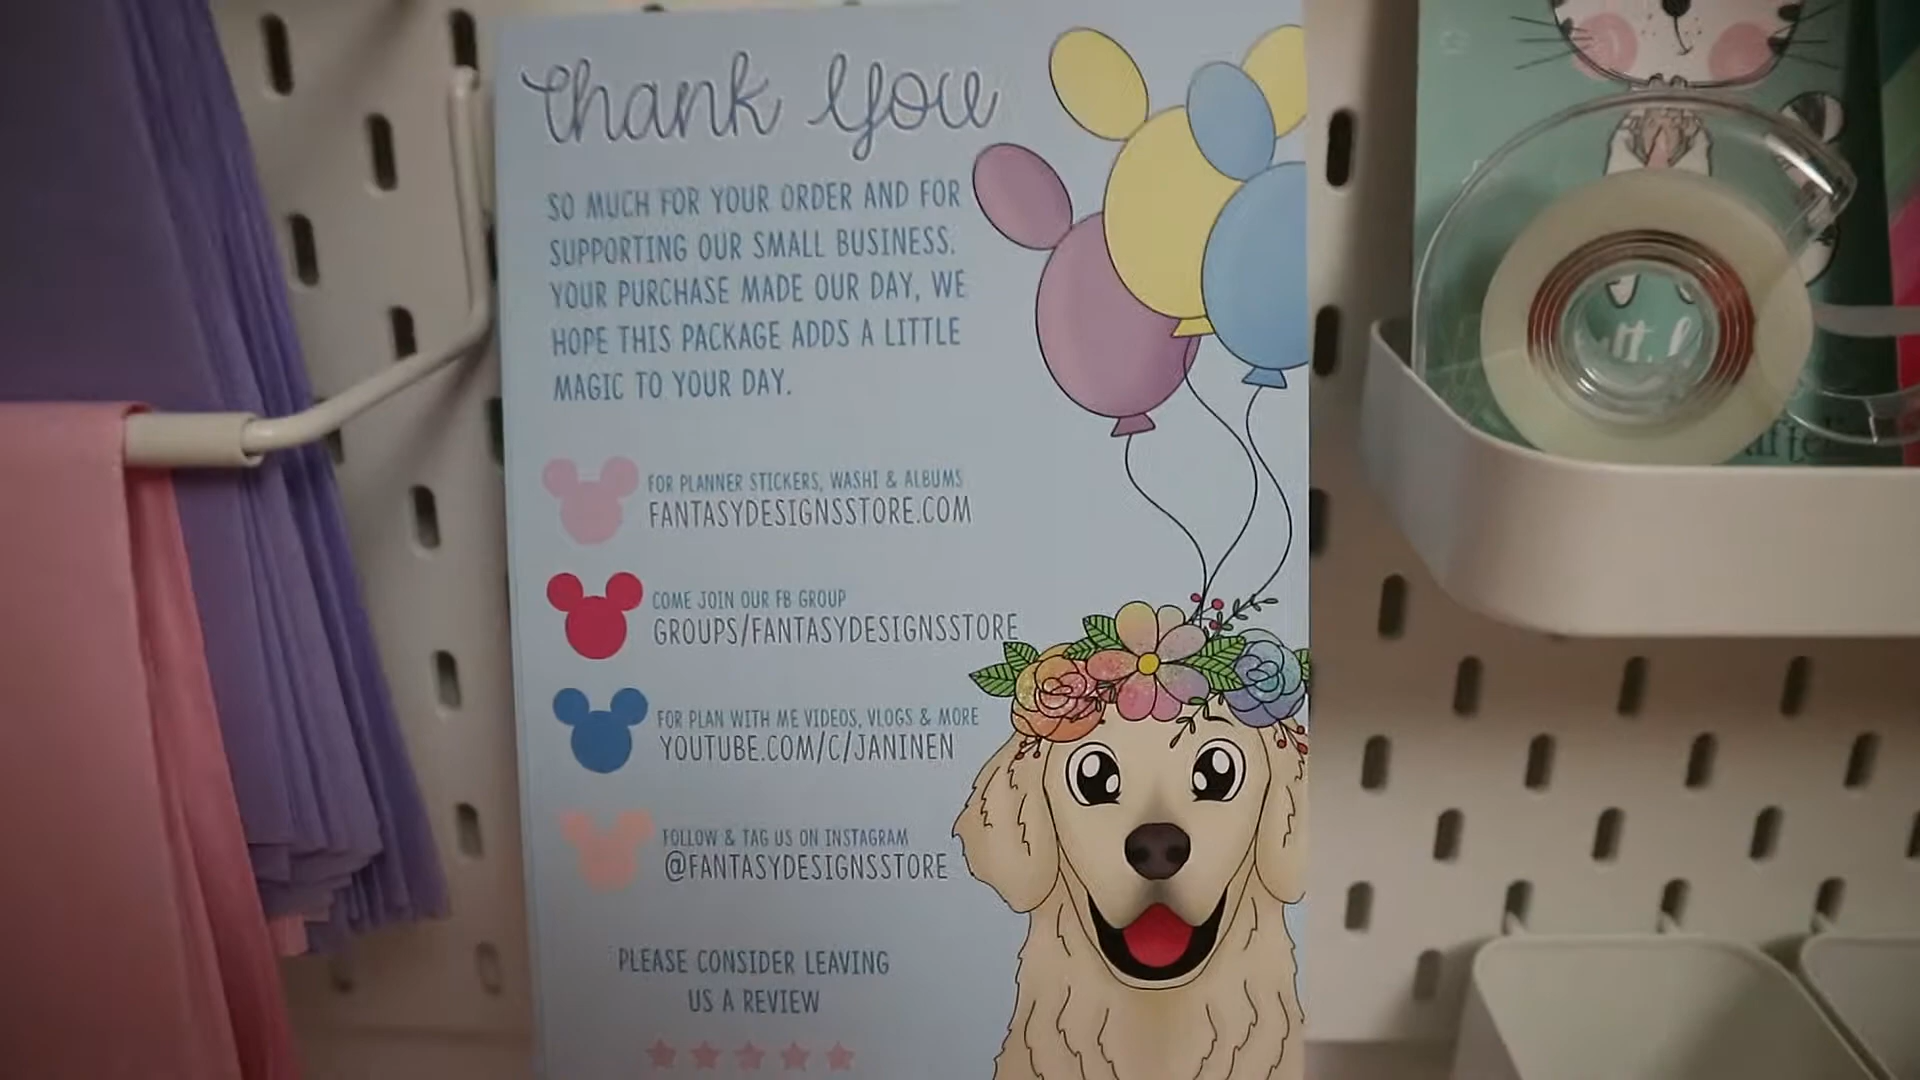 Thank You
SO MUCH FOR YOUR ORDER AND FOR
SUPPORTING OUR SMALL BUSINESS.
YOUR PURCHASE MADE OUR DAY, WE
HOPE THIS PACKAGE ADDS A LITTLE
MAGIC TO YOUR DAY.
FOR PLANNER STICKERS, WASHI & ALBUMS
FANTASYDESIGNSSTORE.COM
COME JOIN OUR FB GROUP
GROUPS/FANTASYDESIGNSSTORE
FOR PLAN WITH ME VIDEOS, VLOGS & MORE
YOUTUBE.COM/C/JANINEN
FOLLOW & TAG US ON INSTAGRAM
@FANTASYDESIGNSSTORE
PLEASE CONSIDER LEAVING
US A REVIEW